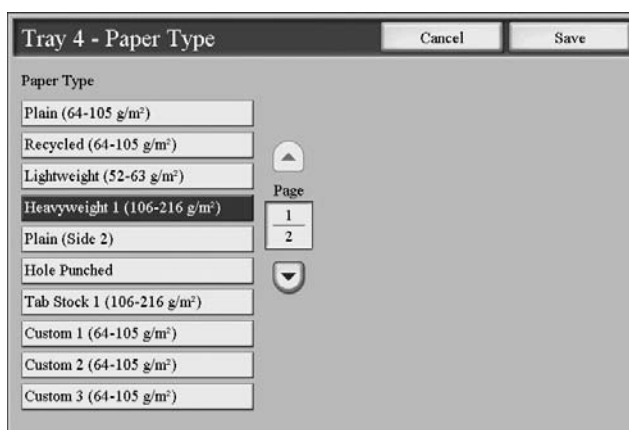 Tray 4 - Paper Type
Cancel
Save
Paper Type
Plain (64-105 g/m²)
Recycled (64-105 g/m²)
Lightweight (52-63 g/m²)
Heavyweight 1 (106-216 g/m²)
Plain (Side 2)
Hole Punched
Tab Stock 1 (106-216 g/m²)
Custom 1 (64-105 g/m²)
Custom 2 (64-105 g/m²)
Custom 3 (64-105 g/m²)
Page
1
2